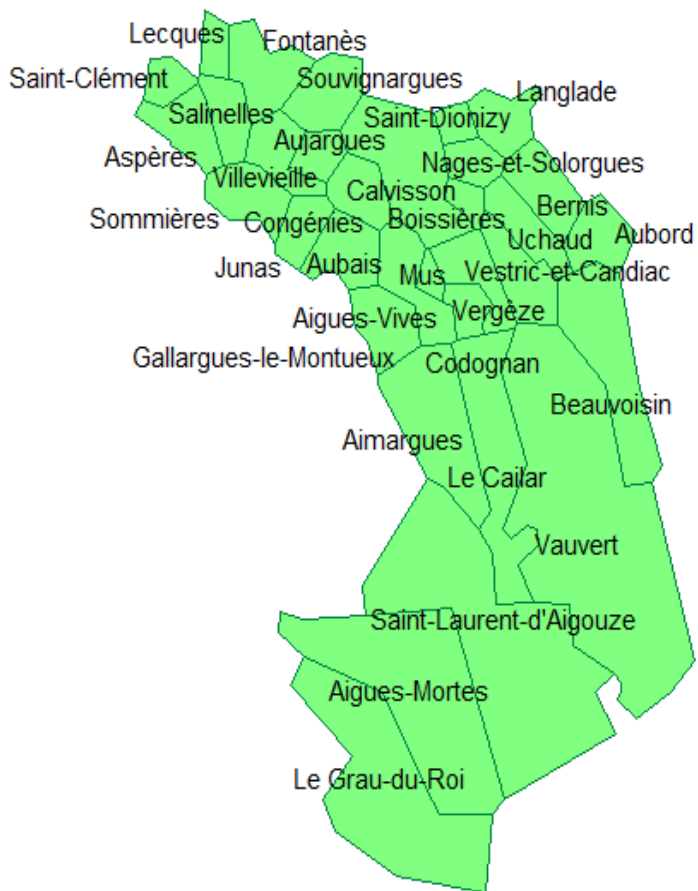 Lecques
Fontanès
Saint-Clément
Souvignargues
Langlade
Salinelles
Saint-Dionizy
Aujargues
Aspères
Nages-et-Solorgues
Villevieille
Calvisson
Bernis
Sommières
Congénies
Boissières
Uchaud
Aubord
Junas
Aubais
Mus
Vestric-et-Candiac
Aigues-Vives
Vergèze
Gallargues-le-Montueux
Codognan
Beauvoisin
Aimargues
Le Cailar
Vauvert
Saint-Laurent-d'Aigouze
Aigues-Mortes
Le Grau-du-Roi